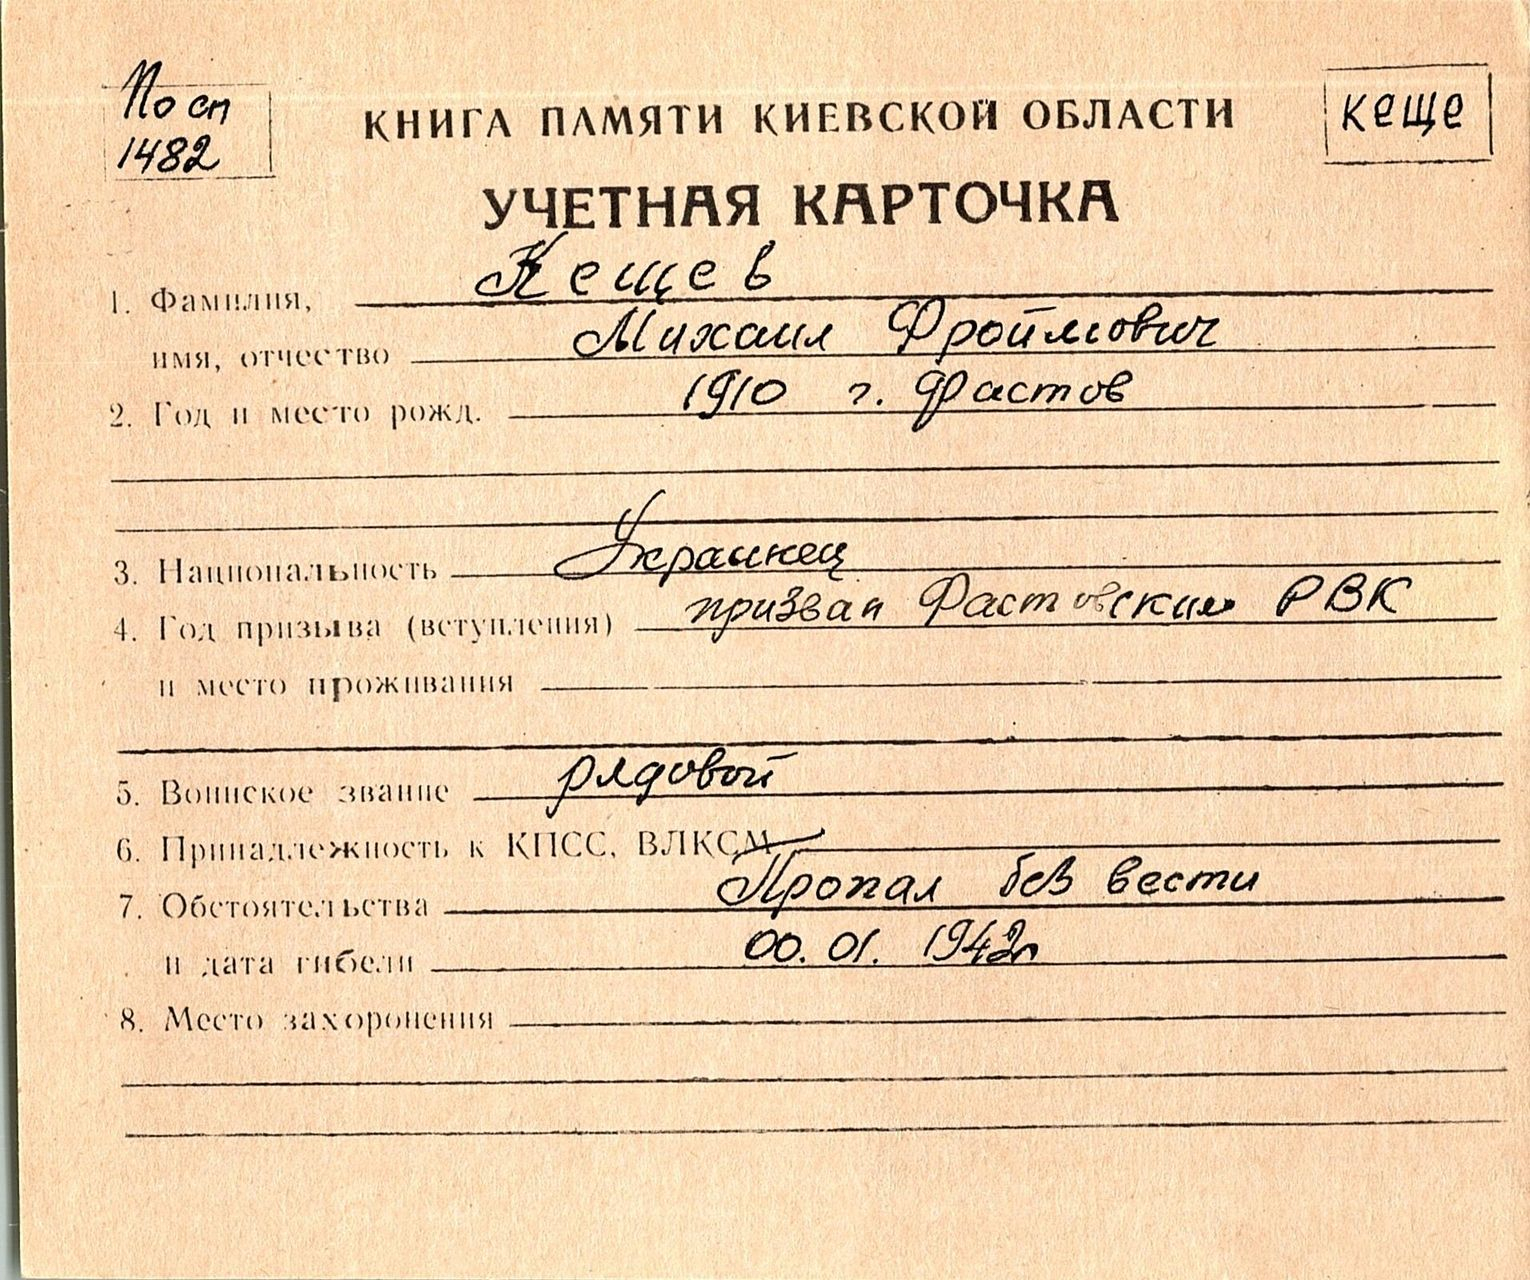 По сп
1482
КНИГА ПАМЯТИ КИЕВСКОЙ ОБЛАСТИ
кеще
УЧЕТНАЯ КАРТОЧКА
1. Фамилия, Кещев
имя, отчество Михаил Фроймович
2. Год и место рожд. 1910 г. Фастов
3. Национальность Украинец
4. Год призыва (вступления) призван Фастовским РВК
и место проживания
5. Воинское звание рядовой
6. Принадлежность к КПСС, ВЛКСМ —
7. Обстоятельства Пропал без вести
и дата гибели 00.01.1942г
8. Место захоронения